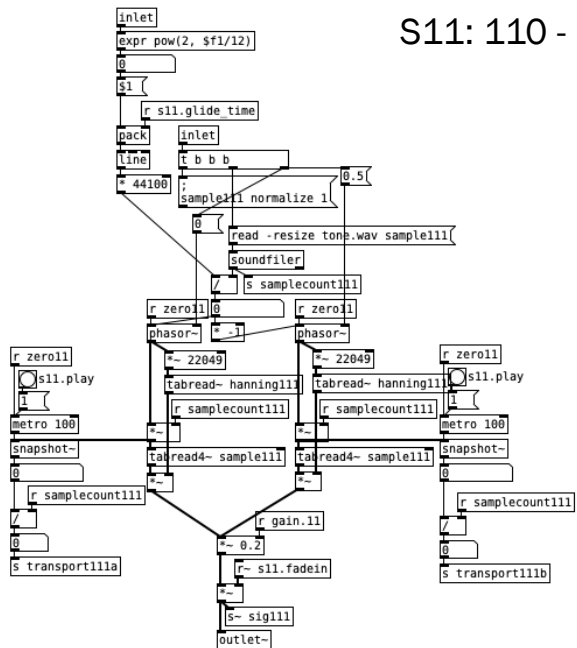 S11: 110 -
inlet
expr pow(2, $f1/12)
0
$1
r s11.glide_time
pack
inlet
line
t b b b
* 44100
;
sample111 normalize 1
0.5
0
read -resize tone.wav sample111
soundfiler
/
s samplecount111
r zero11
0
r zero11
phasor~
* -1
phasor~
r zero11
*~ 22049
*~ 22049
r zero11
s11.play
tabread~ hanning111
tabread~ hanning111
s11.play
1
r samplecount111
r samplecount111
1
metro 100
*~
*~
metro 100
snapshot~
tabread4~ sample111
tabread4~ sample111
snapshot~
0
*~
*~
0
r samplecount111
r samplecount111
/
r gain.11
/
0
*~ 0.2
0
s transport111a
r~ s11.fadein
s transport111b
*~
s~ sig111
outlet~